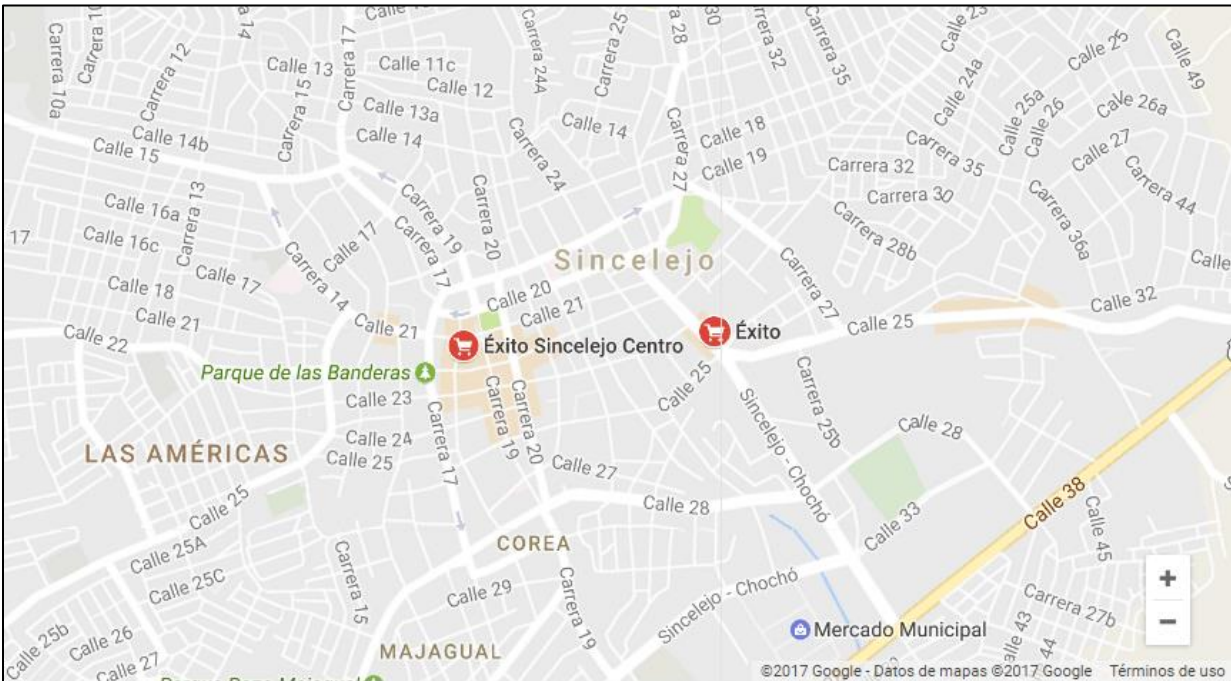 Carrera 10
Carrera 10a
Carrera 12
Carrera 14
Calle 13
Carrera 15
Carrera 17
Calle 11c
Calle 12
Calle 13a
Calle 14
Carrera 24A
Carrera 25
Carrera 28
30
Carrera 32
Carrera 35
Calle 23
Calle 24a
Calle 25
Calle 25a
Calle 26
Calle 26a
Calle 49
Calle 14b
Calle 15
Carrera 24
Calle 14
Carrera 27
Calle 18
Calle 19
Carrera 32
Carrera 35
Carrera 30
Calle 27
Carrera 44
Carrera 36a
Calle 16a
Carrera 13
17
Calle 16c
Calle 17
Calle 17
Carrera 14
Carrera 19
Carrera 17
Carrera 20
Sincelejo
Carrera 28b
Carrera 27
Calle
Calle 32
Calle 18
Calle 21
Calle 22
Calle 21
Calle 20
Calle 21
Éxito Sincelejo Centro
Éxito
Calle 25
Parque de las Banderas
Calle 23
Calle 24
Calle 25
LAS AMÉRICAS
Carrera 17
Carrera 19
Carrera 20
Calle 25
Sincelejo - Chochó
Carrera 25b
Calle 28
Calle 27
Calle 28
Calle 33
Calle 38
Calle 45
Calle 25
Calle 25A
Calle 25C
Carrera 15
COREA
Calle 29
Carrera 19
Sincelejo - Chochó
Calle 25b
Calle 26
Calle 27
MAJAGUAL
Mercado Municipal
Calle 43
44
Carrera 27b
+
−
©2017 Google - Datos de mapas ©2017 Google Términos de uso